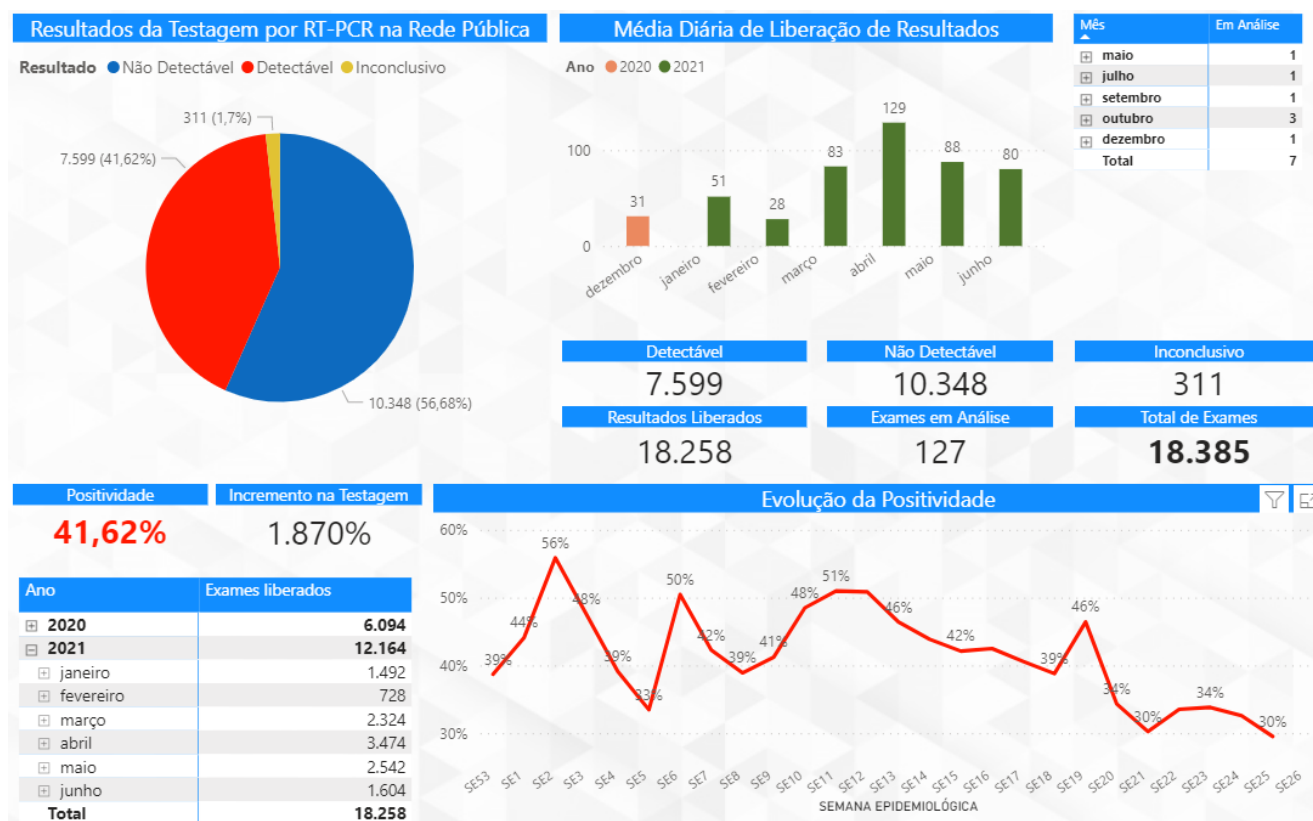 Resultados da Testagem por RT-PCR na Rede Pública
Resultado Não Detectável Detectável Inconclusivo
311 (1,7%)
7.599 (41,62%)
10.348 (56,68%)
Média Diária de Liberação de Resultados
Ano 2020 2021
100
0
31
51
28
83
129
88
80
dezembro
janeiro
fevereiro
março
abril
maio
junho
Mês Em Análise
maio 1
julho 1
setembro 1
outubro 3
dezembro 1
Total 7
Detectável
7.599
Não Detectável
10.348
Inconclusivo
311
Resultados Liberados
18.258
Exames em Análise
127
Total de Exames
18.385
Positividade
41,62%
Incremento na Testagem
1.870%
Ano Exames liberados
2020 6.094
2021 12.164
janeiro 1.492
fevereiro 728
março 2.324
abril 3.474
maio 2.542
junho 1.604
Total 18.258
Evolução da Positividade
60%
50%
40%
30%
39%
44%
56%
48%
39%
33%
50%
42%
39%
41%
48%
51%
46%
42%
39%
46%
34%
30%
34%
30%
SE53
SE1
SE2
SE3
SE4
SE5
SE6
SE7
SE8
SE9
SE10
SE11
SE12
SE13
SE14
SE15
SE16
SE17
SE18
SE19
SE20
SE21
SE22
SE23
SE24
SE25
SE26
SEMANA EPIDEMIOLÓGICA